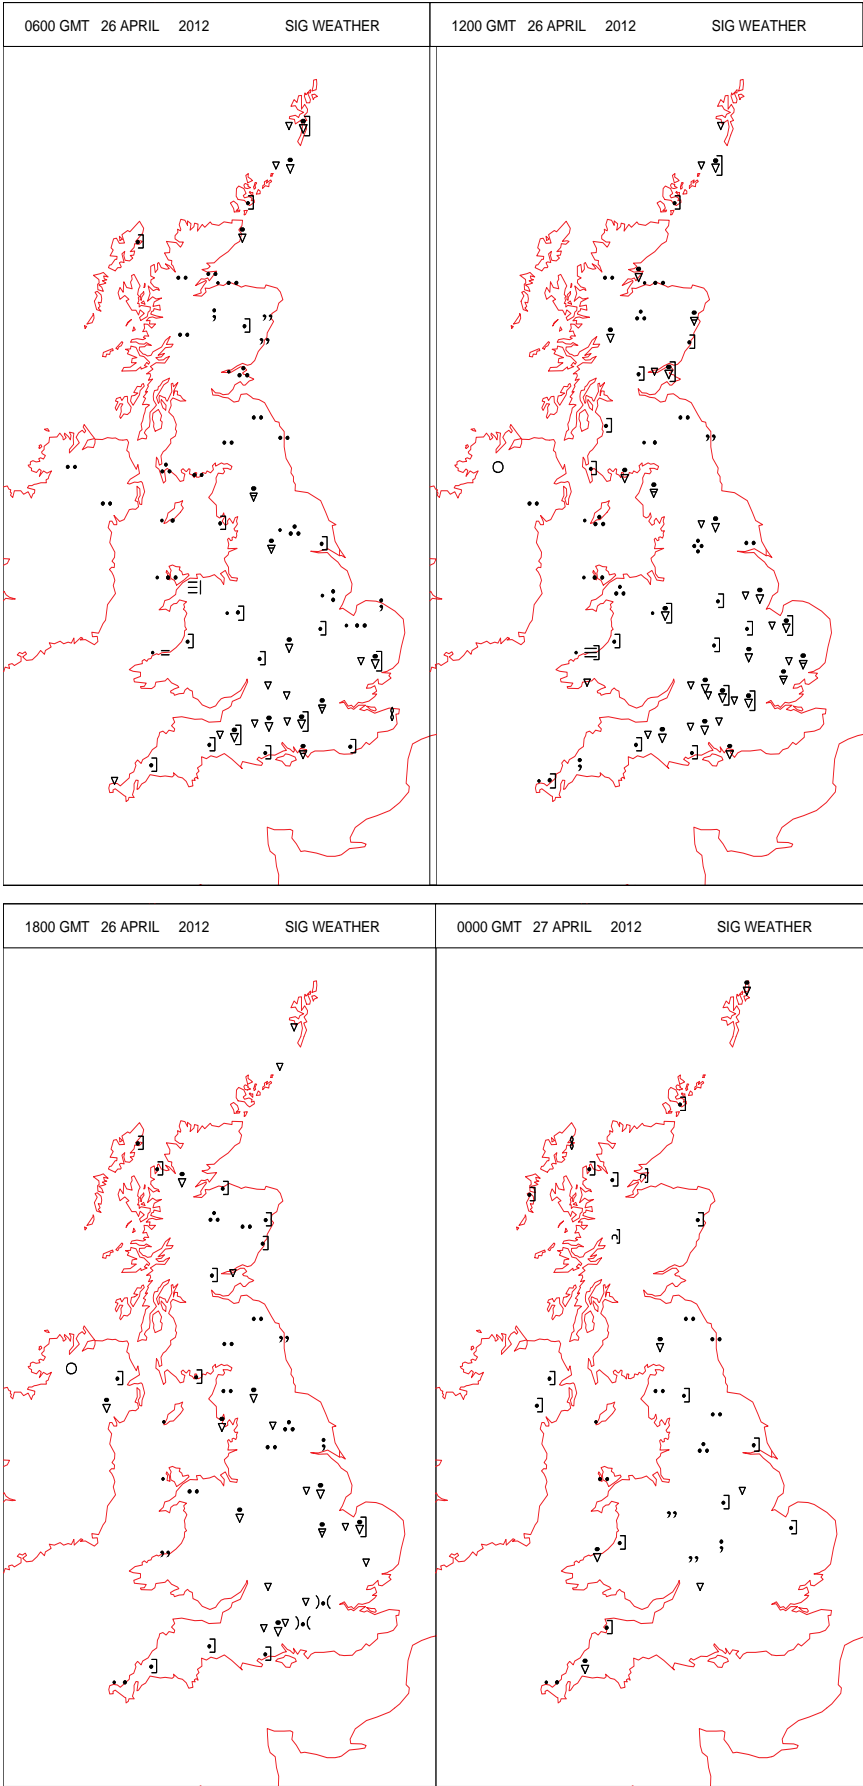 0600 GMT 26 APRIL 2012 SIG WEATHER
1200 GMT 26 APRIL 2012 SIG WEATHER
1800 GMT 26 APRIL 2012 SIG WEATHER
0000 GMT 27 APRIL 2012 SIG WEATHER